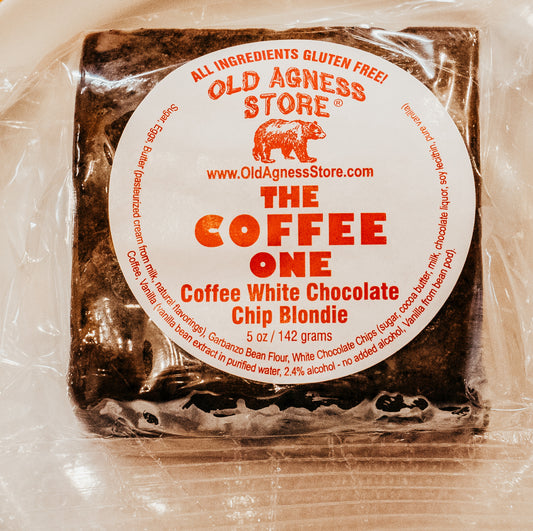 ALL INGREDIENTS GLUTEN FREE!
OLD AGNESS
STORE®
www.OldAgnessStore.com
THE
COFFEE
ONE
Coffee White Chocolate
Chip Blondie
5 oz / 142 grams
Sugar, Eggs, Butter (pasteurized cream from milk, natural flavorings), Garbanzo Bean Flour, White Chocolate Chips (sugar, cocoa butter, milk, chocolate liquor, soy lecithin, pure vanilla)
Coffee, Vanilla (vanilla bean extract in purified water, 2.4% alcohol - no added alcohol, Vanilla from bean pod).